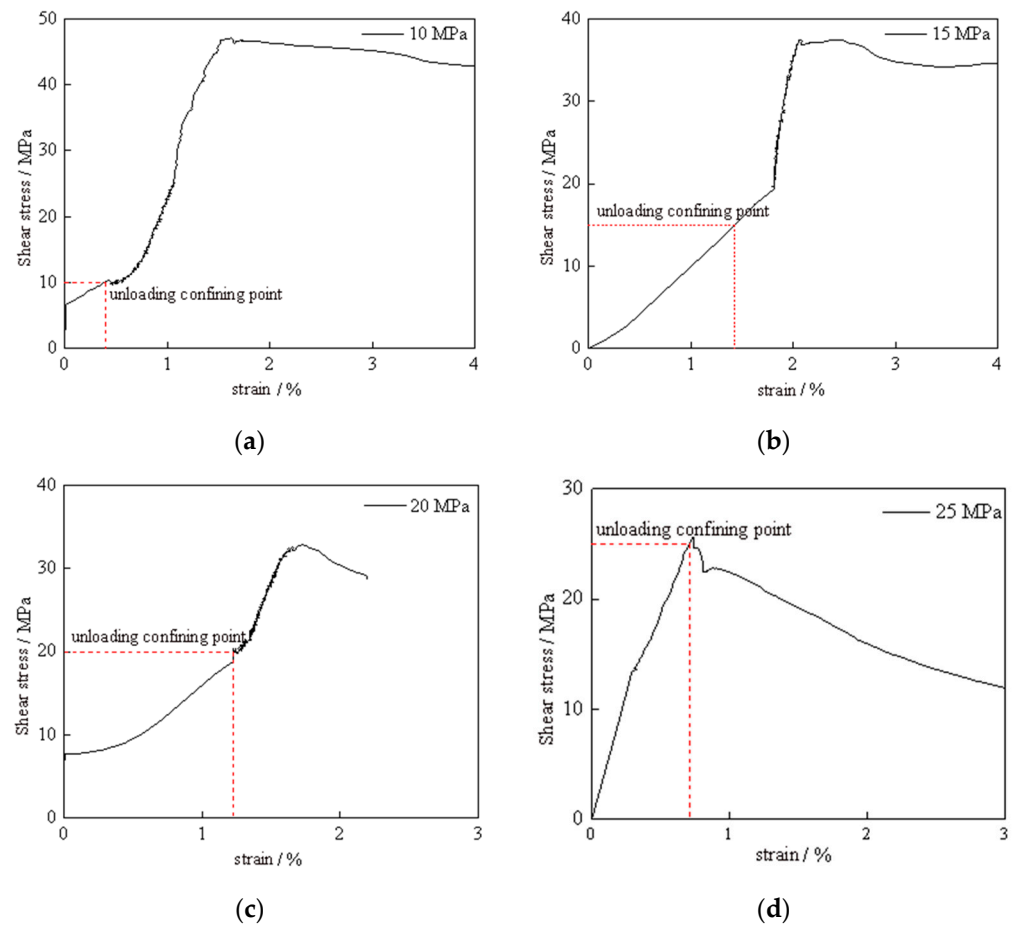 50
10 MPa
40
30
20
10
0
Shear stress / MPa
unloading confining point
0 1 2 3 4
strain / %
(a)
40
15 MPa
30
20
10
0
Shear stress / MPa
unloading confining point
0 1 2 3 4
strain / %
(b)
40
20 MPa
30
20
10
0
Shear stress / MPa
unloading confining point
0 1 2 3
strain / %
(c)
30
25 MPa
20
10
0
Shear stress / MPa
unloading confining point
0 1 2 3
strain / %
(d)